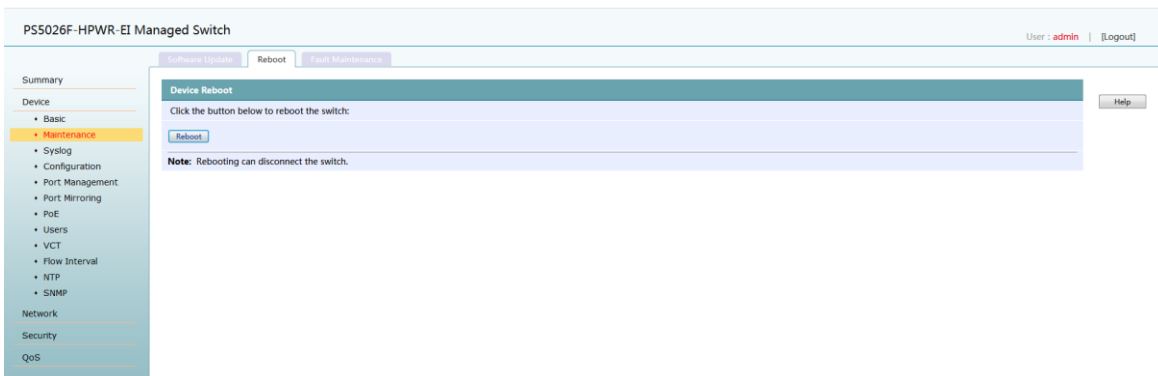 PS5026F-HPWR-EI Managed Switch
User : admin | [Logout]
Software Update Reboot Fault Maintenance
Summary
Device
• Basic
• Maintenance
• Syslog
• Configuration
• Port Management
• Port Mirroring
• PoE
• Users
• VCT
• Flow Interval
• NTP
• SNMP
Network
Security
QoS
Device Reboot
Click the button below to reboot the switch:
Reboot
Note: Rebooting can disconnect the switch.
Help